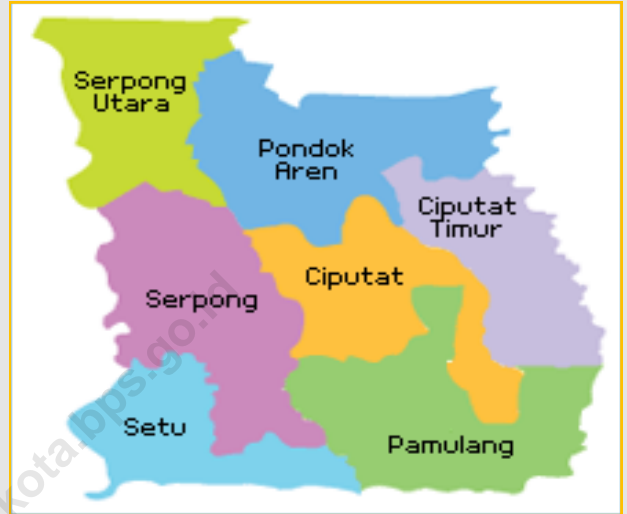 Serpong
Utara
Pondok
Aren
Ciputat
Timur
Ciputat
Serpong
Setu
Pamulang
kota.bps.go.id